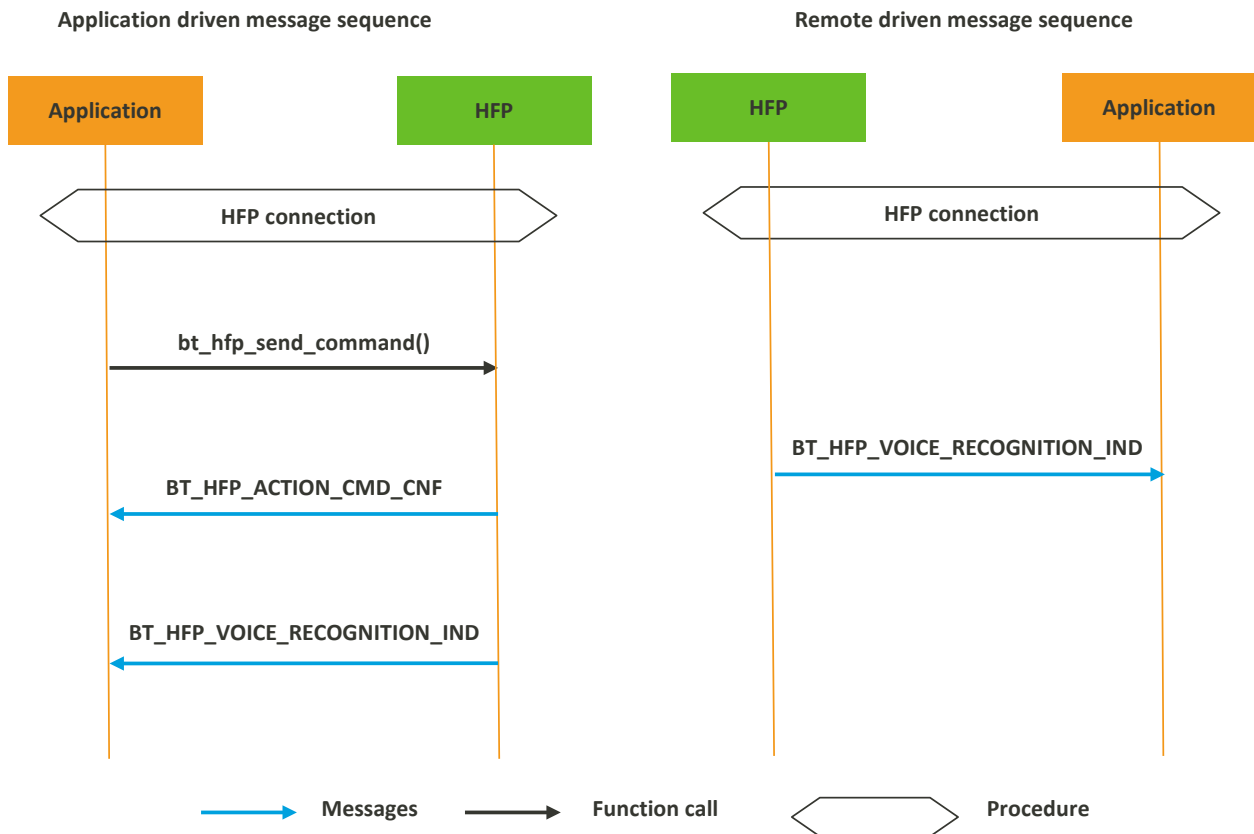 Application driven message sequence
Remote driven message sequence
Application
HFP
HFP
Application
HFP connection
HFP connection
bt_hfp_send_command()
BT_HFP_VOICE_RECOGNITION_IND
BT_HFP_ACTION_CMD_CNF
BT_HFP_VOICE_RECOGNITION_IND
Messages
Function call
Procedure